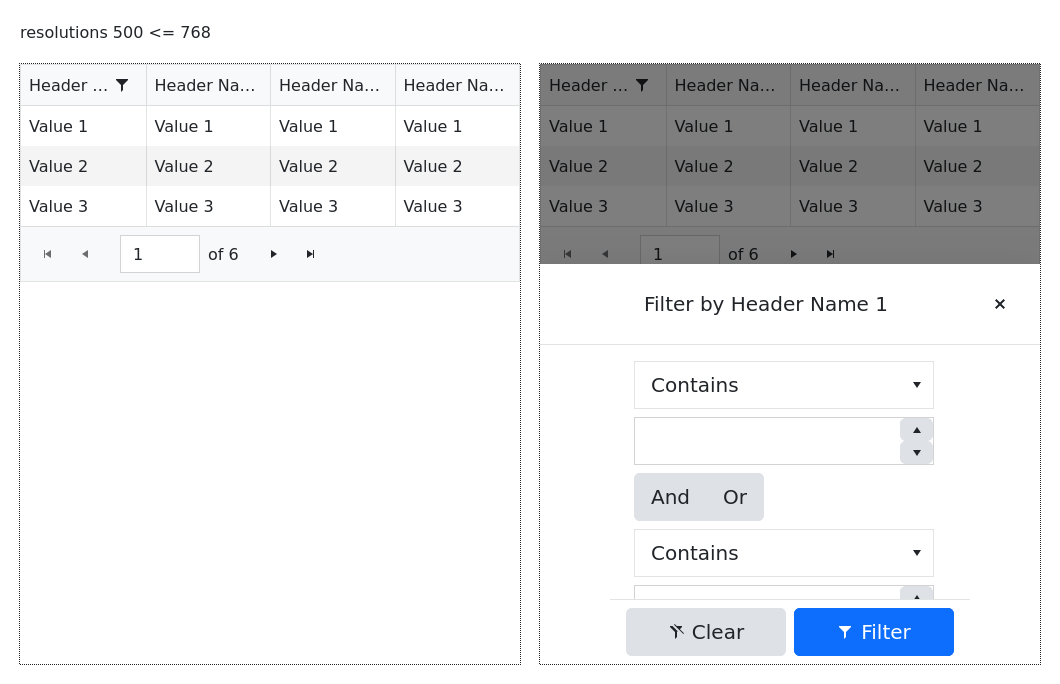 resolutions 500 <= 768
Header ... Header Na... Header Na... Header Na...
Value 1 Value 1 Value 1 Value 1
Value 2 Value 2 Value 2 Value 2
Value 3 Value 3 Value 3 Value 3
1 of 6
Header ... Header Na... Header Na... Header Na...
Value 1 Value 1 Value 1 Value 1
Value 2 Value 2 Value 2 Value 2
Value 3 Value 3 Value 3 Value 3
1 of 6
Filter by Header Name 1
Contains
And Or
Contains
Clear Filter